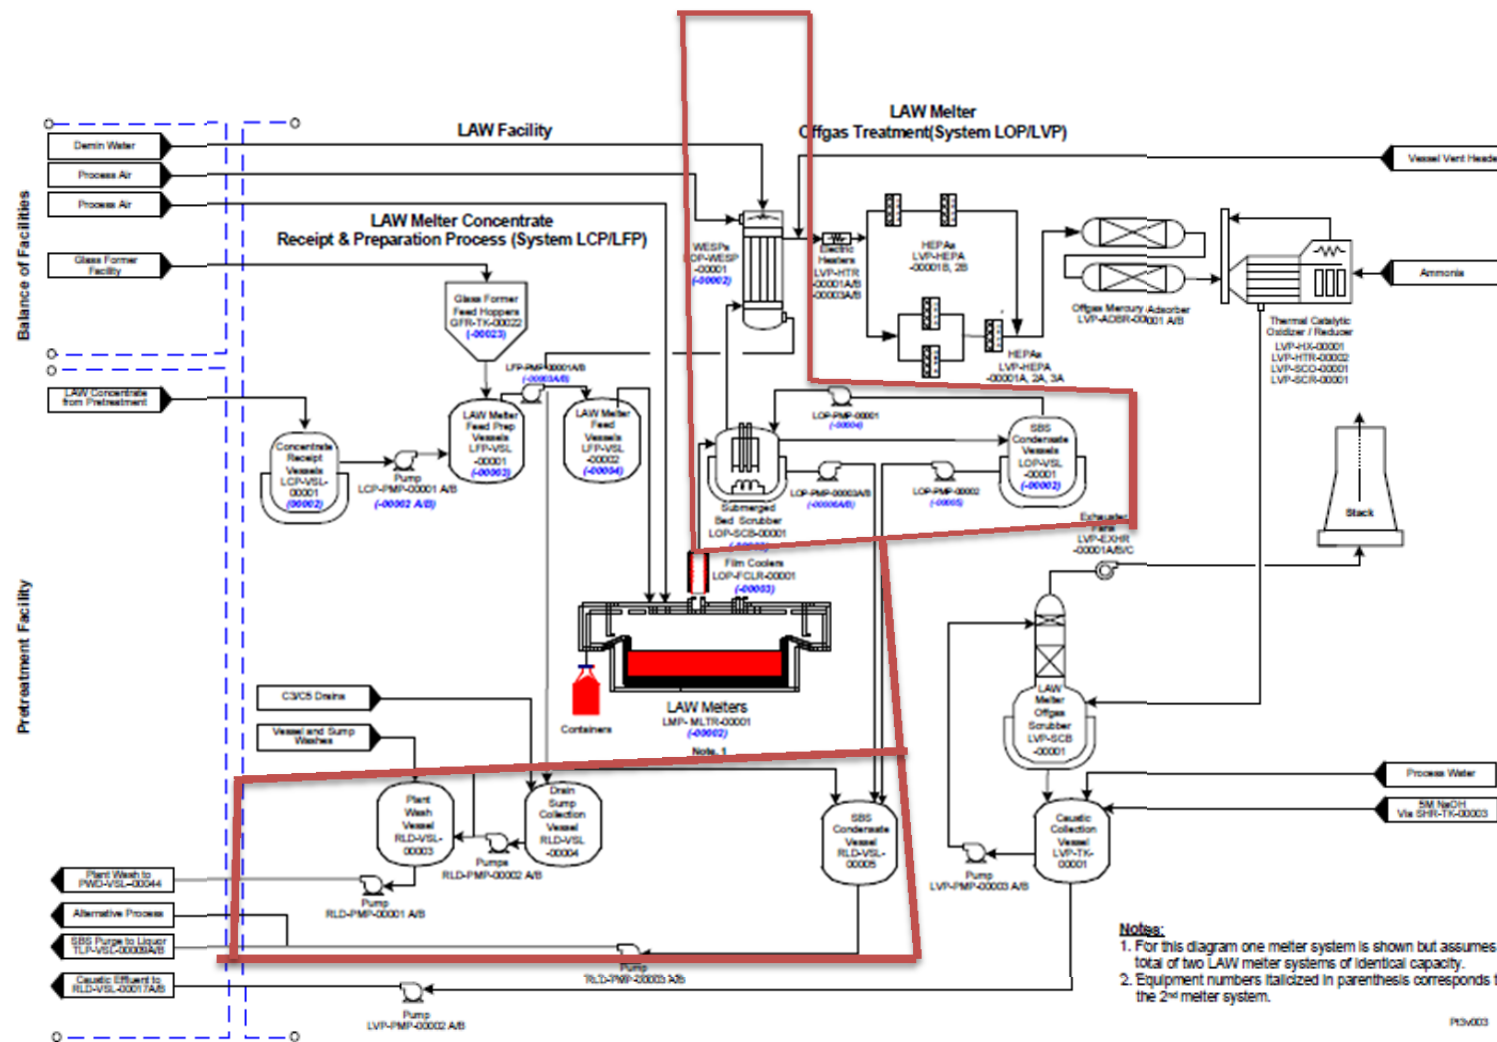 LAW Melter
Offgas Treatment(System LOP/LVP)
LAW Facility
Balance of Facilities
Pretreatment Facility
Demin Water
Process Air
Process Air
Glass Former
Facility
LAW Concentrate
from Pretreatment
LAW Melter Concentrate
Receipt & Preparation Process (System LCP/LFP)
Glass Former
Feed Hoppers
GFR-TK-00022
(-00023)
LFP-PMP-00001A/B
(-00003A/B)
Concentrate
Receipt
Vessels
LCP-VSL-
00001
(00002)
Pump
LCP-PMP-00001 A/B
(-00002 A/B)
LAW Melter
Feed Prep
Vessels
LFP-VSL
-00001
(-00003)
LAW Melter
Feed
Vessels
LFP-VSL
-00002
(-00004)
WESPs
LOP-WESP
-00001
(-00002)
Electric
Heaters
LVP-HTR
-00001A/B
-00003A/B
HEPAs
LVP-HEPA
-00001B, 2B
HEPAs
LVP-HEPA
-00001A, 2A, 3A
Offgas Mercury Adsorber
LVP-ADBR-00001 A/B
Thermal Catalytic
Oxidizer / Reducer
LVP-HX-00001
LVP-HTR-00002
LVP-SCO-00001
LVP-SCR-00001
Vessel Vent Heade
Ammonia
LOP-PMP-00001
(-00004)
LOP-PMP-00003A/B
(-00006A/B)
LOP-PMP-00002
(-00005)
SBS
Condensate
Vessels
LOP-VSL
-00001
(-00002)
Submerged
Bed Scrubber
LOP-SCB-00001
Film Coolers
LOP-FCLR-00001
(-00003)
Exhauster
Fans
LVP-EXHR
-00001A/B/C
Stack
Containers
LAW Melters
LMP- MLTR-00001
(-00002)
Note. 1
LAW
Melter
Offgas
Scrubber
LVP-SCB
-00001
C3/C5 Drains
Vessel and Sump
Washes
Plant
Wash
Vessel
RLD-VSL-
00003
Drain
Sump
Collection
Vessel
RLD-VSL
-00004
Pumps
RLD-PMP-00002 A/B
Pump
RLD-PMP-00001 A/B
SBS
Condensate
Vessel
RLD-VSL-
00005
Pump
RLD-PMP-00003 A/B
Caustic
Collection
Vessel
LVP-TK-
00001
Pump
LVP-PMP-00003 A/B
Process Water
5M NaOH
Via SHR-TK-00003
Plant Wash to
PWD-VSL-00044
Alternative Process
SBS Purge to Liquor
TLP-VSL-00009A/B
Caustic Effluent to
RLD-VSL-00017A/B
Pump
LVP-PMP-00002 A/B
Notes:
1. For this diagram one melter system is shown but assumes
total of two LAW melter systems of identical capacity.
2. Equipment numbers italicized in parenthesis corresponds t
the 2nd melter system.
Pt3v003